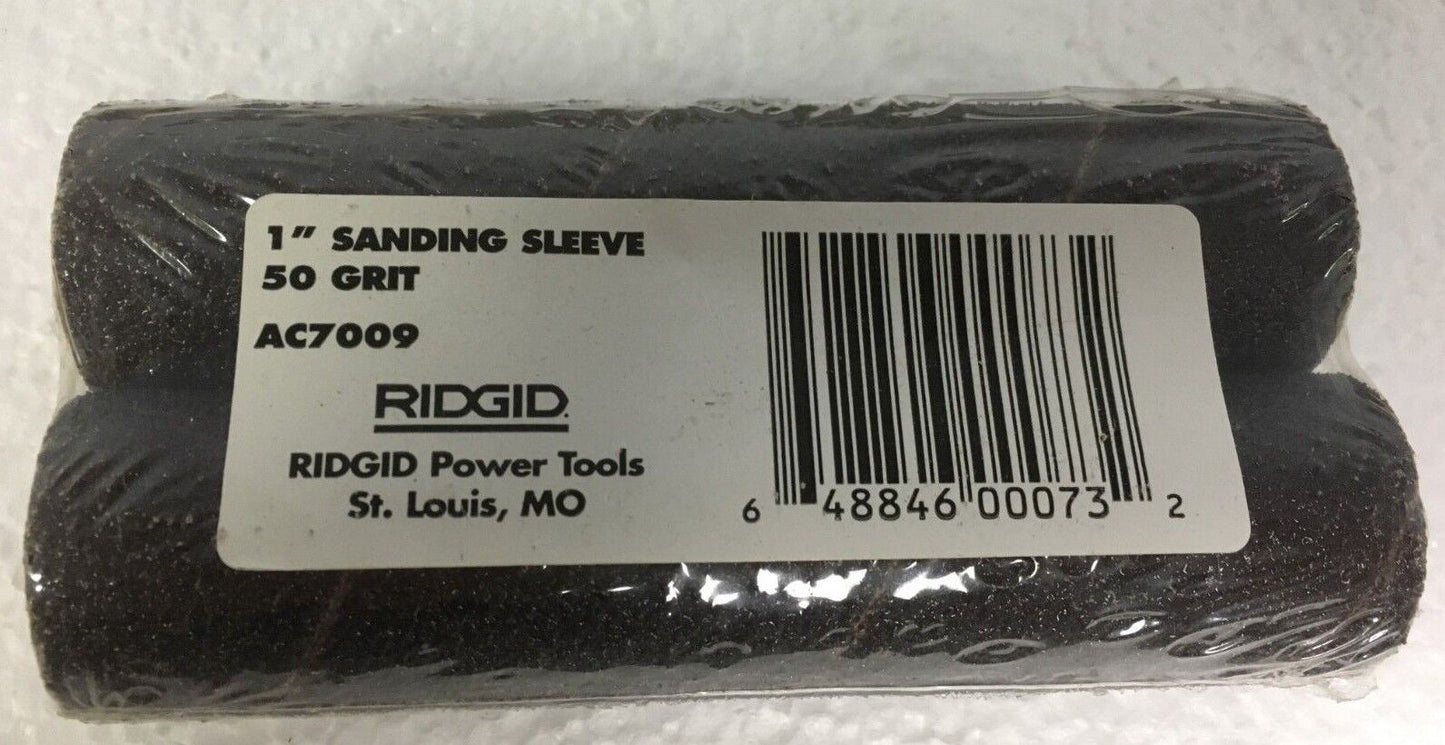 1" SANDING SLEEVE
50 GRIT
AC7009
RIDGID
RIDGID Power Tools
St. Louis, MO
6 48846 00073 2